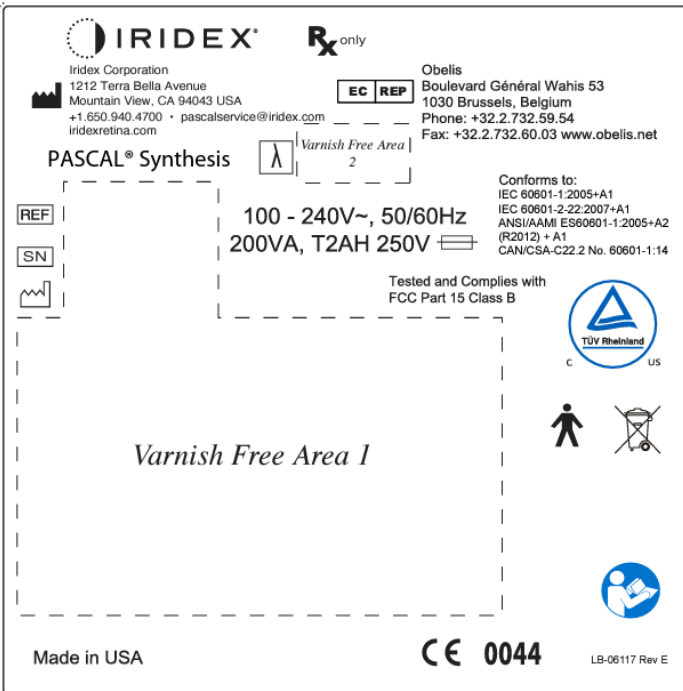 IRIDEX®
Rx only
Iridex Corporation
1212 Terra Bella Avenue
Mountain View, CA 94043 USA
+1.650.940.4700 • pascalservice@iridex.com
iridexretina.com
EC REP
Obelis
Boulevard Général Wahis 53
1030 Brussels, Belgium
Phone: +32.2.732.59.54
Fax: +32.2.732.60.03 www.obelis.net
PASCAL® Synthesis
λ
Varnish Free Area
2
REF
SN
100 - 240V~, 50/60Hz
200VA, T2AH 250V
Conforms to:
IEC 60601-1:2005+A1
IEC 60601-2-22:2007+A1
ANSI/AAMI ES60601-1:2005+A2
(R2012) + A1
CAN/CSA-C22.2 No. 60601-1:14
Tested and Complies with
FCC Part 15 Class B
TÜV Rheinland
C US
Varnish Free Area 1
Made in USA
CE 0044
LB-06117 Rev E